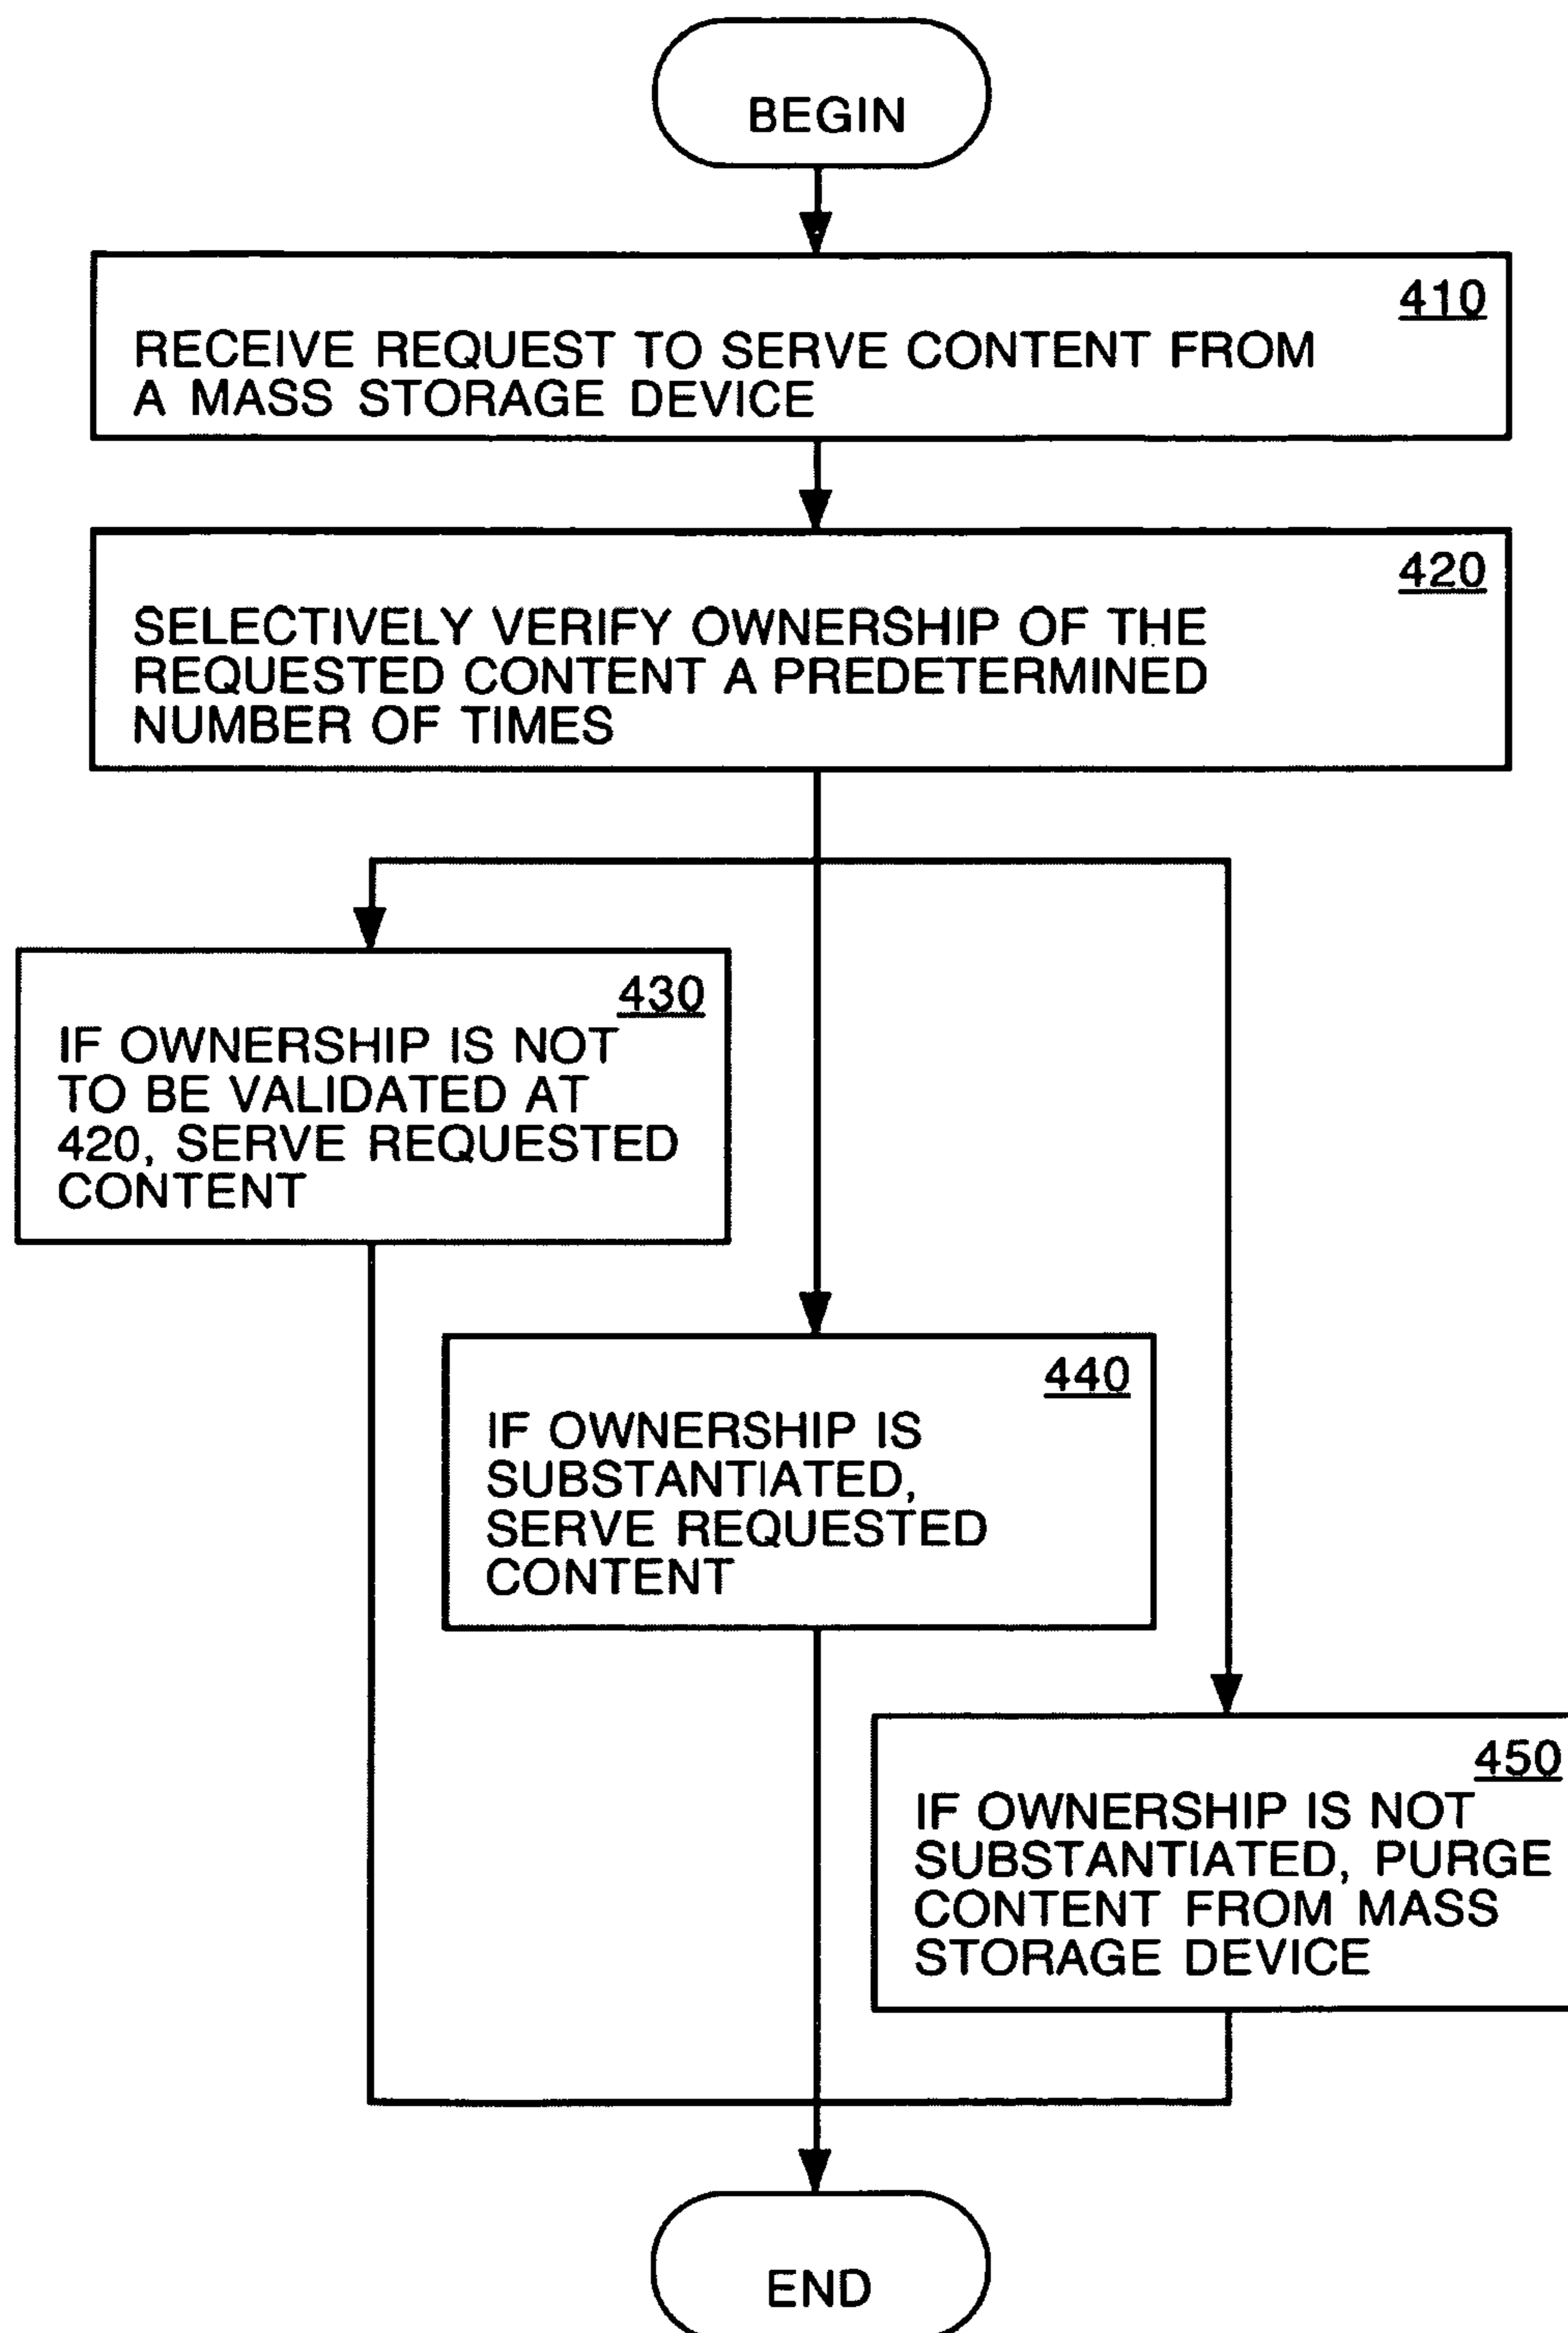 BEGIN
410
RECEIVE REQUEST TO SERVE CONTENT FROM
A MASS STORAGE DEVICE
420
SELECTIVELY VERIFY OWNERSHIP OF THE
REQUESTED CONTENT A PREDETERMINED
NUMBER OF TIMES
430
IF OWNERSHIP IS NOT
TO BE VALIDATED AT
420, SERVE REQUESTED
CONTENT
440
IF OWNERSHIP IS
SUBSTANTIATED,
SERVE REQUESTED
CONTENT
450
IF OWNERSHIP IS NOT
SUBSTANTIATED, PURGE
CONTENT FROM MASS
STORAGE DEVICE
END